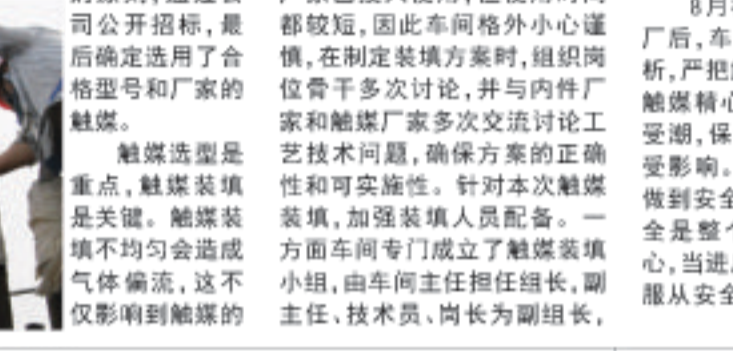 司公开招标,最
后确定选用了合
格型号和厂家的
触媒。
触媒选型是
重点,触媒装填
是关键。触媒装
填不均匀会造成
气体偏流,这不
仅影响到触媒的
都较短,因此车间格外小心谨
慎,在制定装填方案时,组织岗
位骨干多次讨论,并与内件厂
家和触媒厂家多次交流讨论工
艺技术问题,确保方案的正确
性和可实施性。针对本次触媒
装填,加强装填人员配备。一
方面车间专门成立了触媒装填
小组,由车间主任担任组长,副
主任、技术员、岗长为副组长,
8月
厂后,车
析,严把
触媒精心
受潮,保
受影响。
做到安全
全是整个
心,当进
服从安全